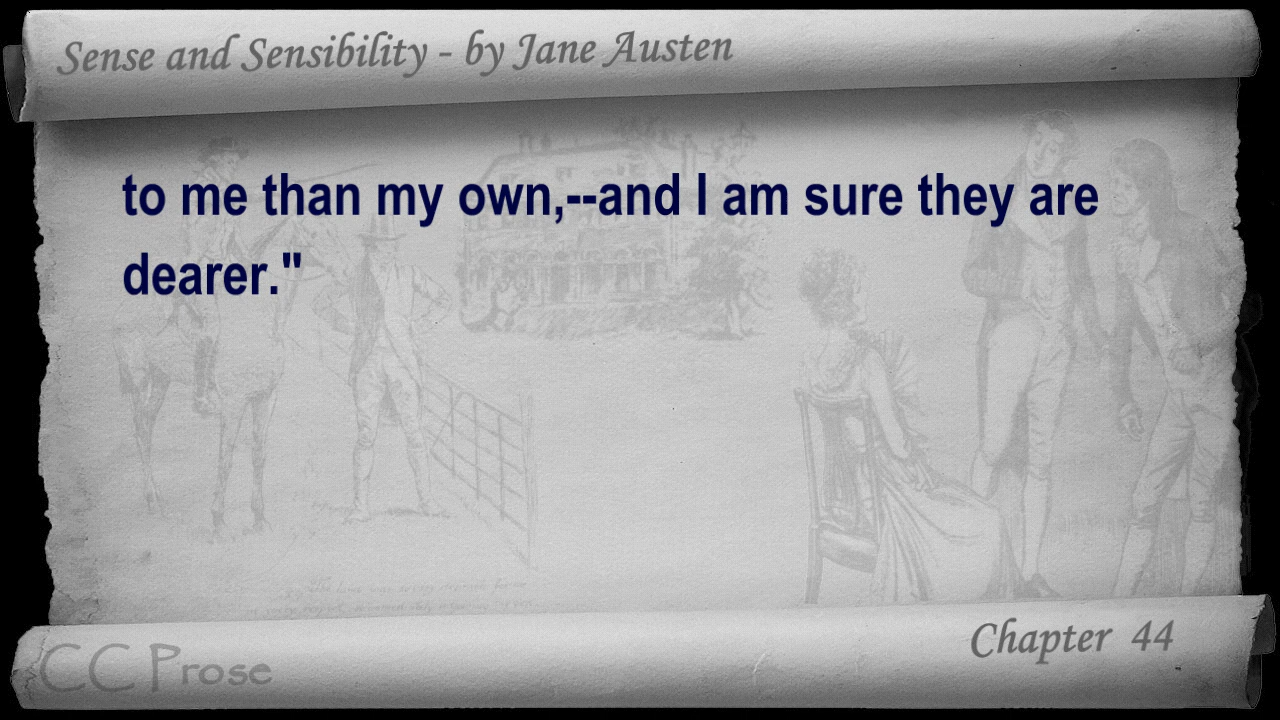 Sense and Sensibility - by Jane Austen
to me than my own,--and I am sure they are
dearer."
Chapter 44
CC Prose